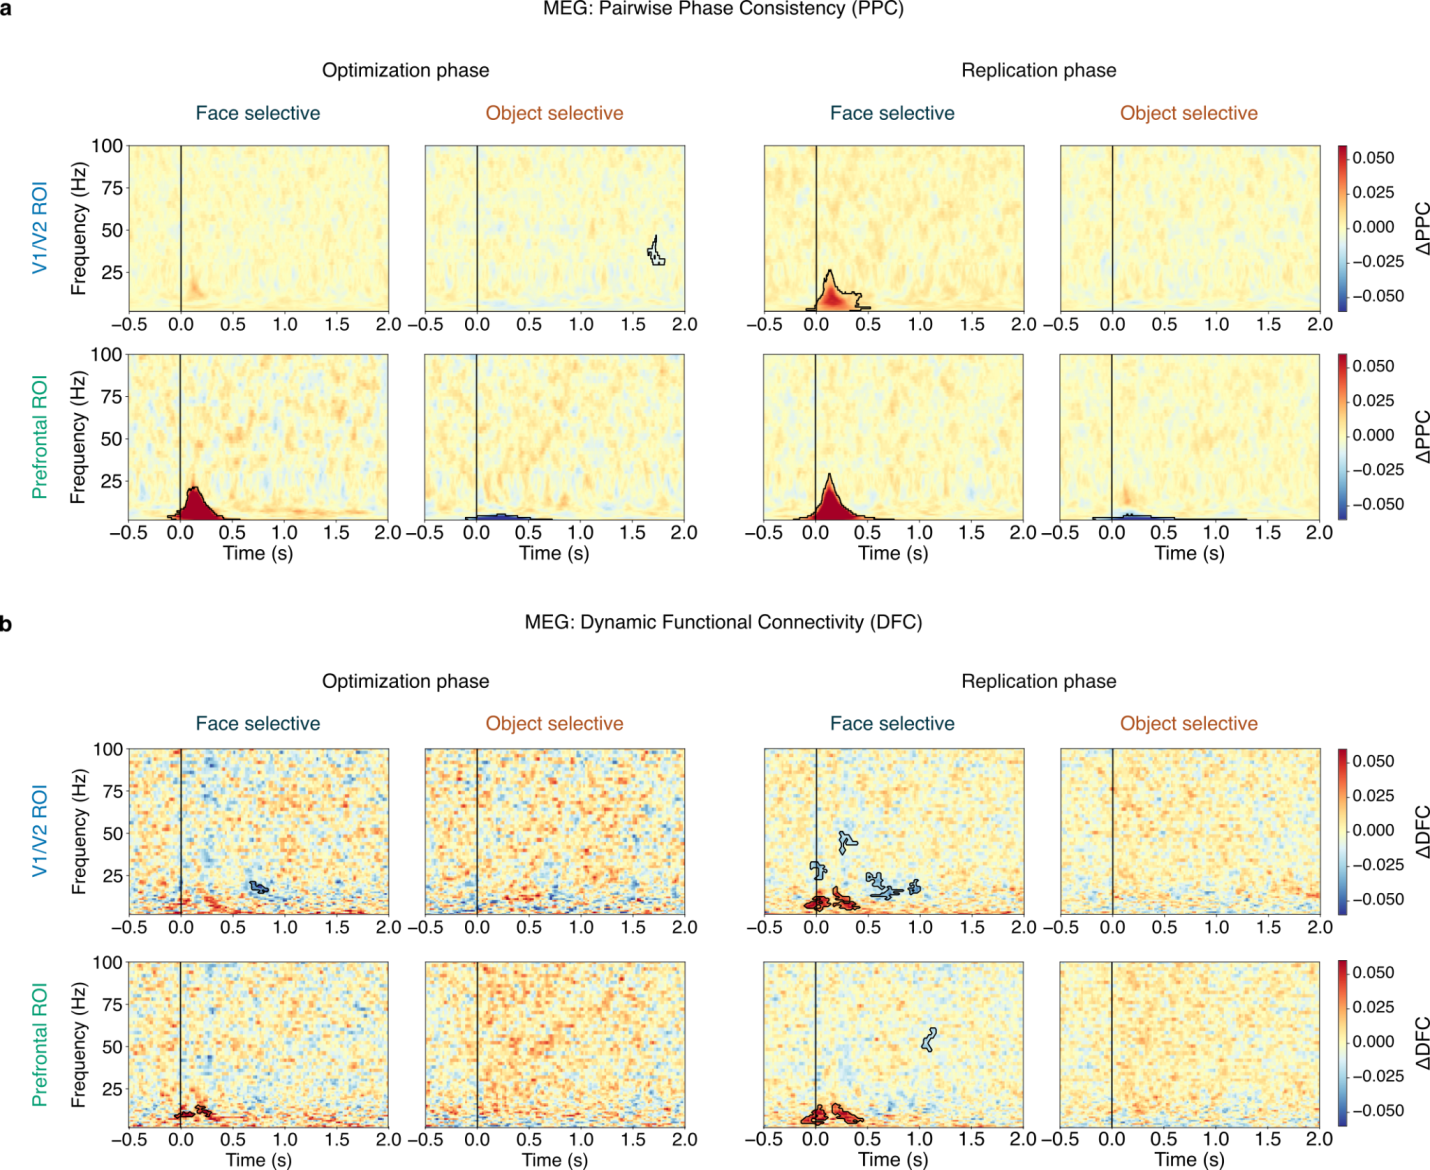 a
MEG: Pairwise Phase Consistency (PPC)
Optimization phase
Replication phase
Face selective
Object selective
Face selective
Object selective
V1/V2 ROI
Frequency (Hz)
100
75
50
25
−0.5 0.0 0.5 1.0 1.5 2.0
−0.5 0.0 0.5 1.0 1.5 2.0
−0.5 0.0 0.5 1.0 1.5 2.0
−0.5 0.0 0.5 1.0 1.5 2.0
0.050
0.025
0.000
−0.025
−0.050
ΔPPC
Prefrontal ROI
Frequency (Hz)
100
75
50
25
−0.5 0.0 0.5 1.0 1.5 2.0
−0.5 0.0 0.5 1.0 1.5 2.0
−0.5 0.0 0.5 1.0 1.5 2.0
−0.5 0.0 0.5 1.0 1.5 2.0
Time (s)
Time (s)
Time (s)
Time (s)
0.050
0.025
0.000
−0.025
−0.050
ΔPPC
b
MEG: Dynamic Functional Connectivity (DFC)
Optimization phase
Replication phase
Face selective
Object selective
Face selective
Object selective
V1/V2 ROI
Frequency (Hz)
100
75
50
25
−0.5 0.0 0.5 1.0 1.5 2.0
−0.5 0.0 0.5 1.0 1.5 2.0
−0.5 0.0 0.5 1.0 1.5 2.0
−0.5 0.0 0.5 1.0 1.5 2.0
0.050
0.025
0.000
−0.025
−0.050
ΔDFC
Prefrontal ROI
Frequency (Hz)
100
75
50
25
−0.5 0.0 0.5 1.0 1.5 2.0
−0.5 0.0 0.5 1.0 1.5 2.0
−0.5 0.0 0.5 1.0 1.5 2.0
−0.5 0.0 0.5 1.0 1.5 2.0
Time (s)
Time (s)
Time (s)
Time (s)
0.050
0.025
0.000
−0.025
−0.050
ΔDFC